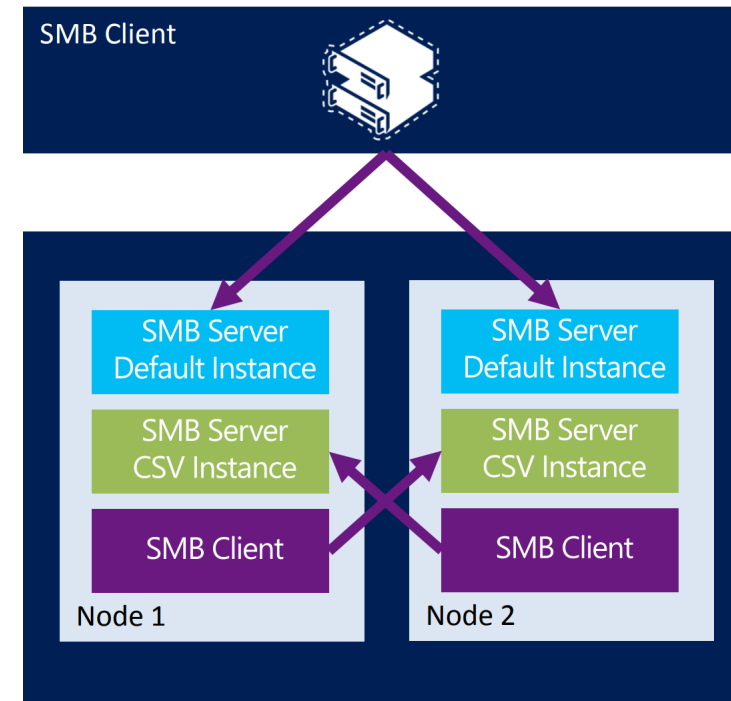 SMB Client
SMB Server
Default Instance
SMB Server
CSV Instance
SMB Client
Node 1
SMB Server
Default Instance
SMB Server
CSV Instance
SMB Client
Node 2